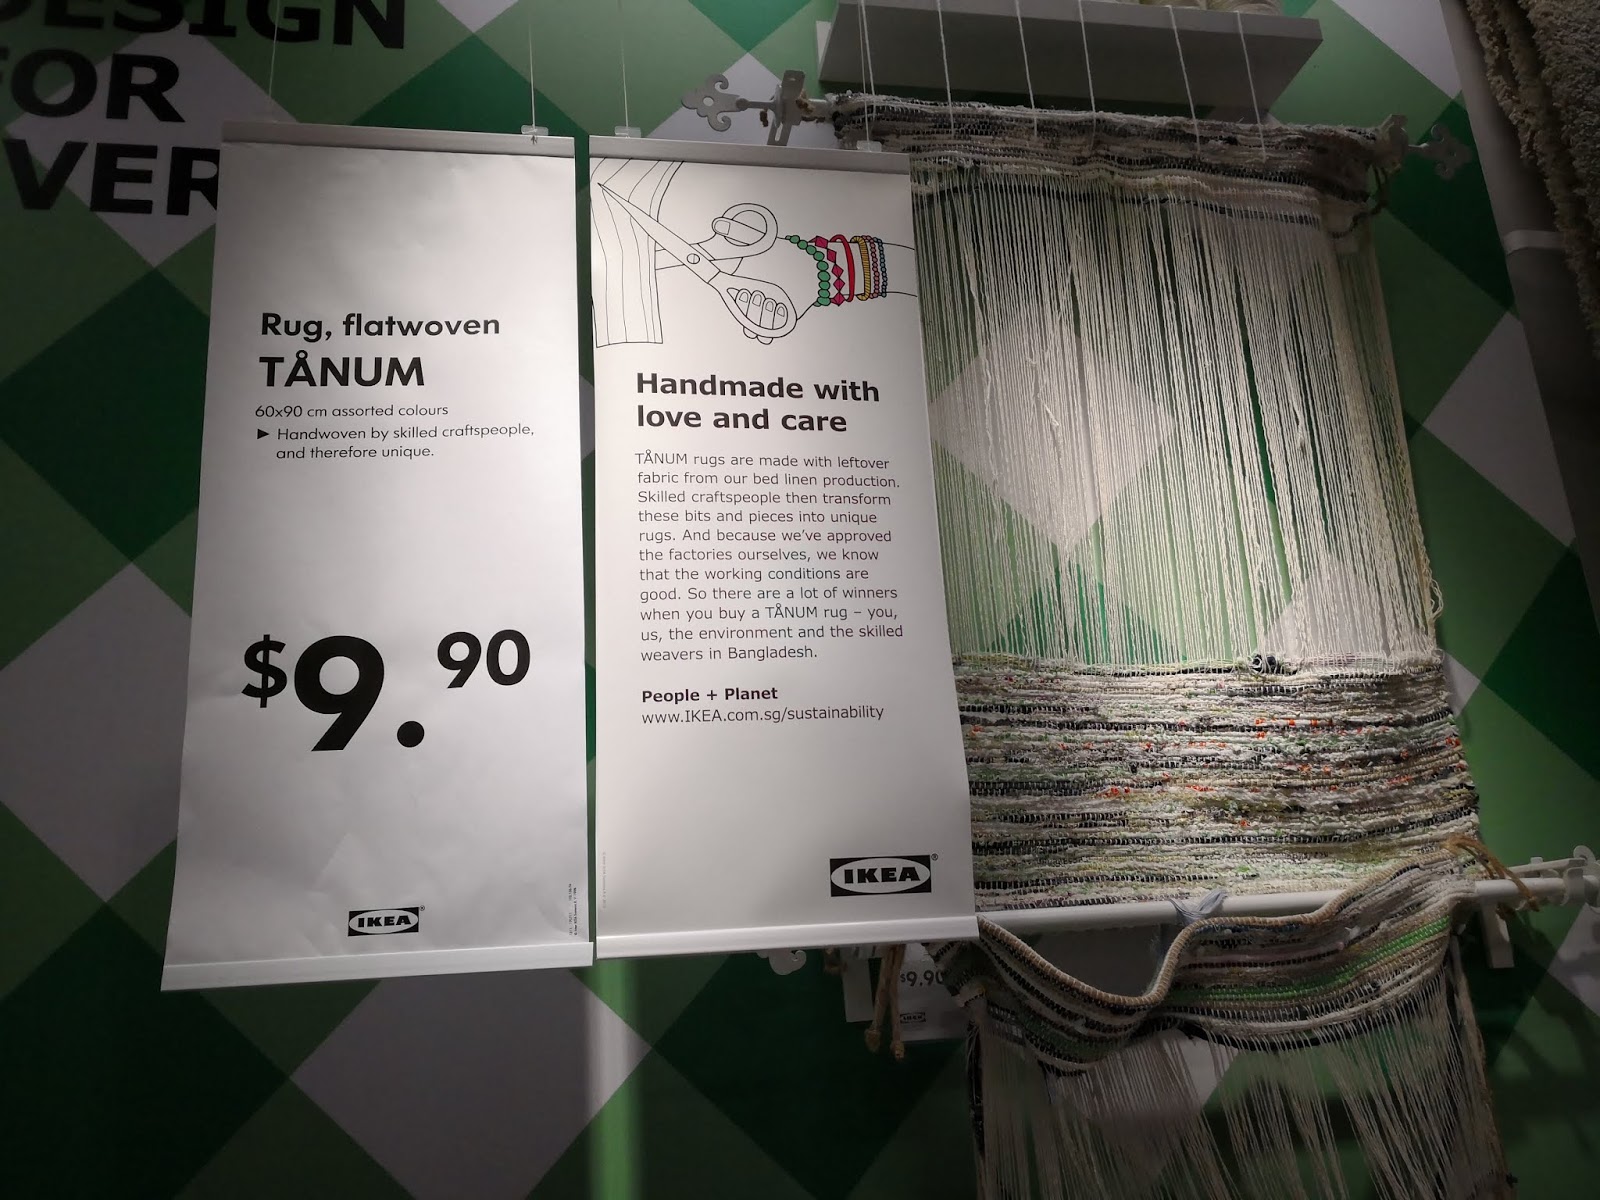 DESIGN
FOR
VER
Rug, flatwoven
TÅNUM
60x90 cm assorted colours
► Handwoven by skilled craftspeople,
and therefore unique.
$9.90
IKEA
Handmade with
love and care
TÅNUM rugs are made with leftover
fabric from our bed linen production.
Skilled craftspeople then transform
these bits and pieces into unique
rugs. And because we've approved
the factories ourselves, we know
that the working conditions are
good. So there are a lot of winners
when you buy a TÅNUM rug – you,
us, the environment and the skilled
weavers in Bangladesh.
People + Planet
www.IKEA.com.sg/sustainability
IKEA
$9.90
IKEA